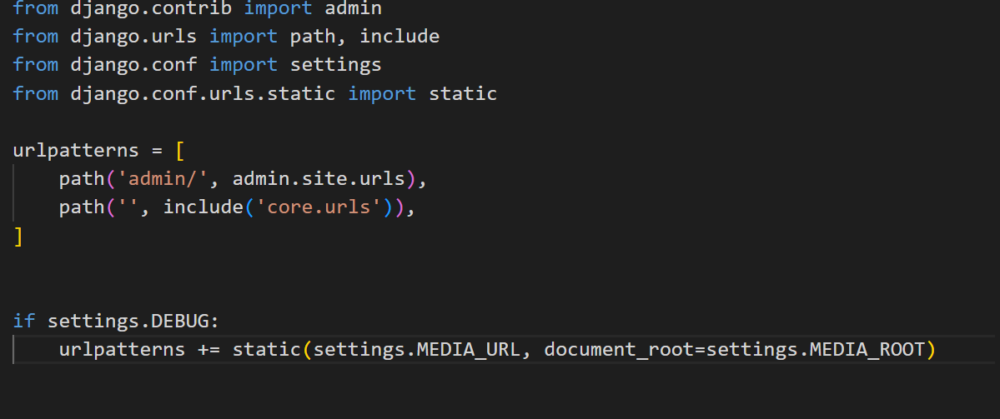 from django.contrib import admin
from django.urls import path, include
from django.conf import settings
from django.conf.urls.static import static
urlpatterns = [
    path('admin/', admin.site.urls),
    path('', include('core.urls')),
]
if settings.DEBUG:
    urlpatterns += static(settings.MEDIA_URL, document_root=settings.MEDIA_ROOT)